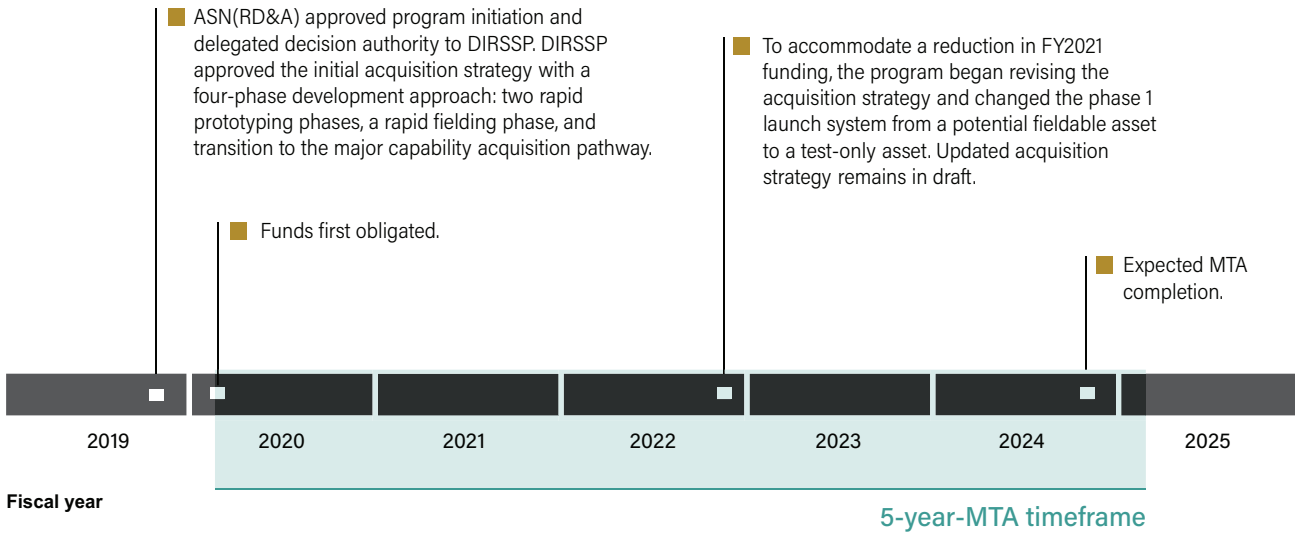 ASN(RD&A) approved program initiation and
delegated decision authority to DIRSSP. DIRSSP
approved the initial acquisition strategy with a
four-phase development approach: two rapid
prototyping phases, a rapid fielding phase, and
transition to the major capability acquisition pathway.
To accommodate a reduction in FY2021
funding, the program began revising the
acquisition strategy and changed the phase 1
launch system from a potential fieldable asset
to a test-only asset. Updated acquisition
strategy remains in draft.
Funds first obligated.
Expected MTA
completion.
2019
2020
2021
2022
2023
2024
2025
Fiscal year
5-year-MTA timeframe